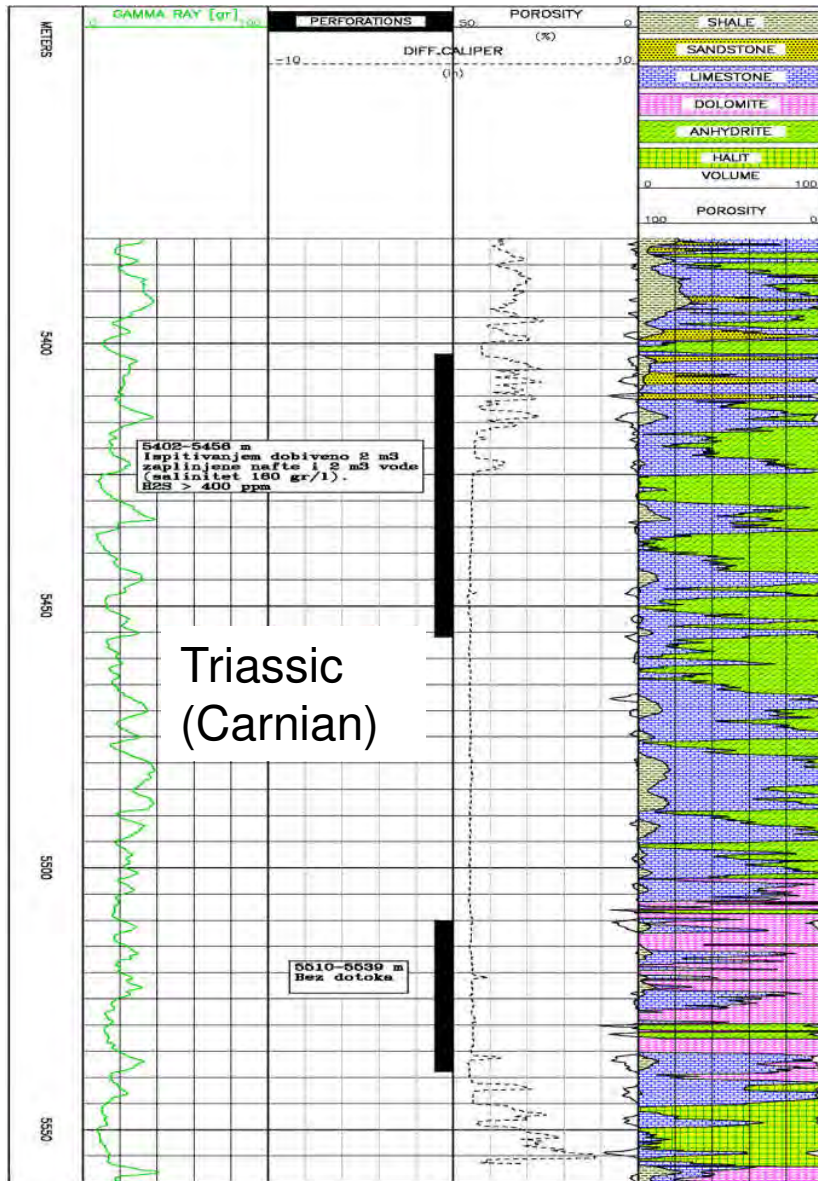 METERS
GAMMA RAY [gr]
0 100
PERFORATIONS
DIFF.CALIPER
-10 (in) 10
POROSITY
50 (%) 0
SHALE
SANDSTONE
LIMESTONE
DOLOMITE
ANHYDRITE
HALIT
VOLUME
0 100
POROSITY
100 0
5400
5402-5456 m
Ispitivanjem dobiveno 2 m3
zaplinjene nafte i 2 m3 vode
(salinitet 160 gr/l).
H2S > 400 ppm
5450
Triassic
(Carnian)
5500
5510-5539 m
Bez dotoka
5550